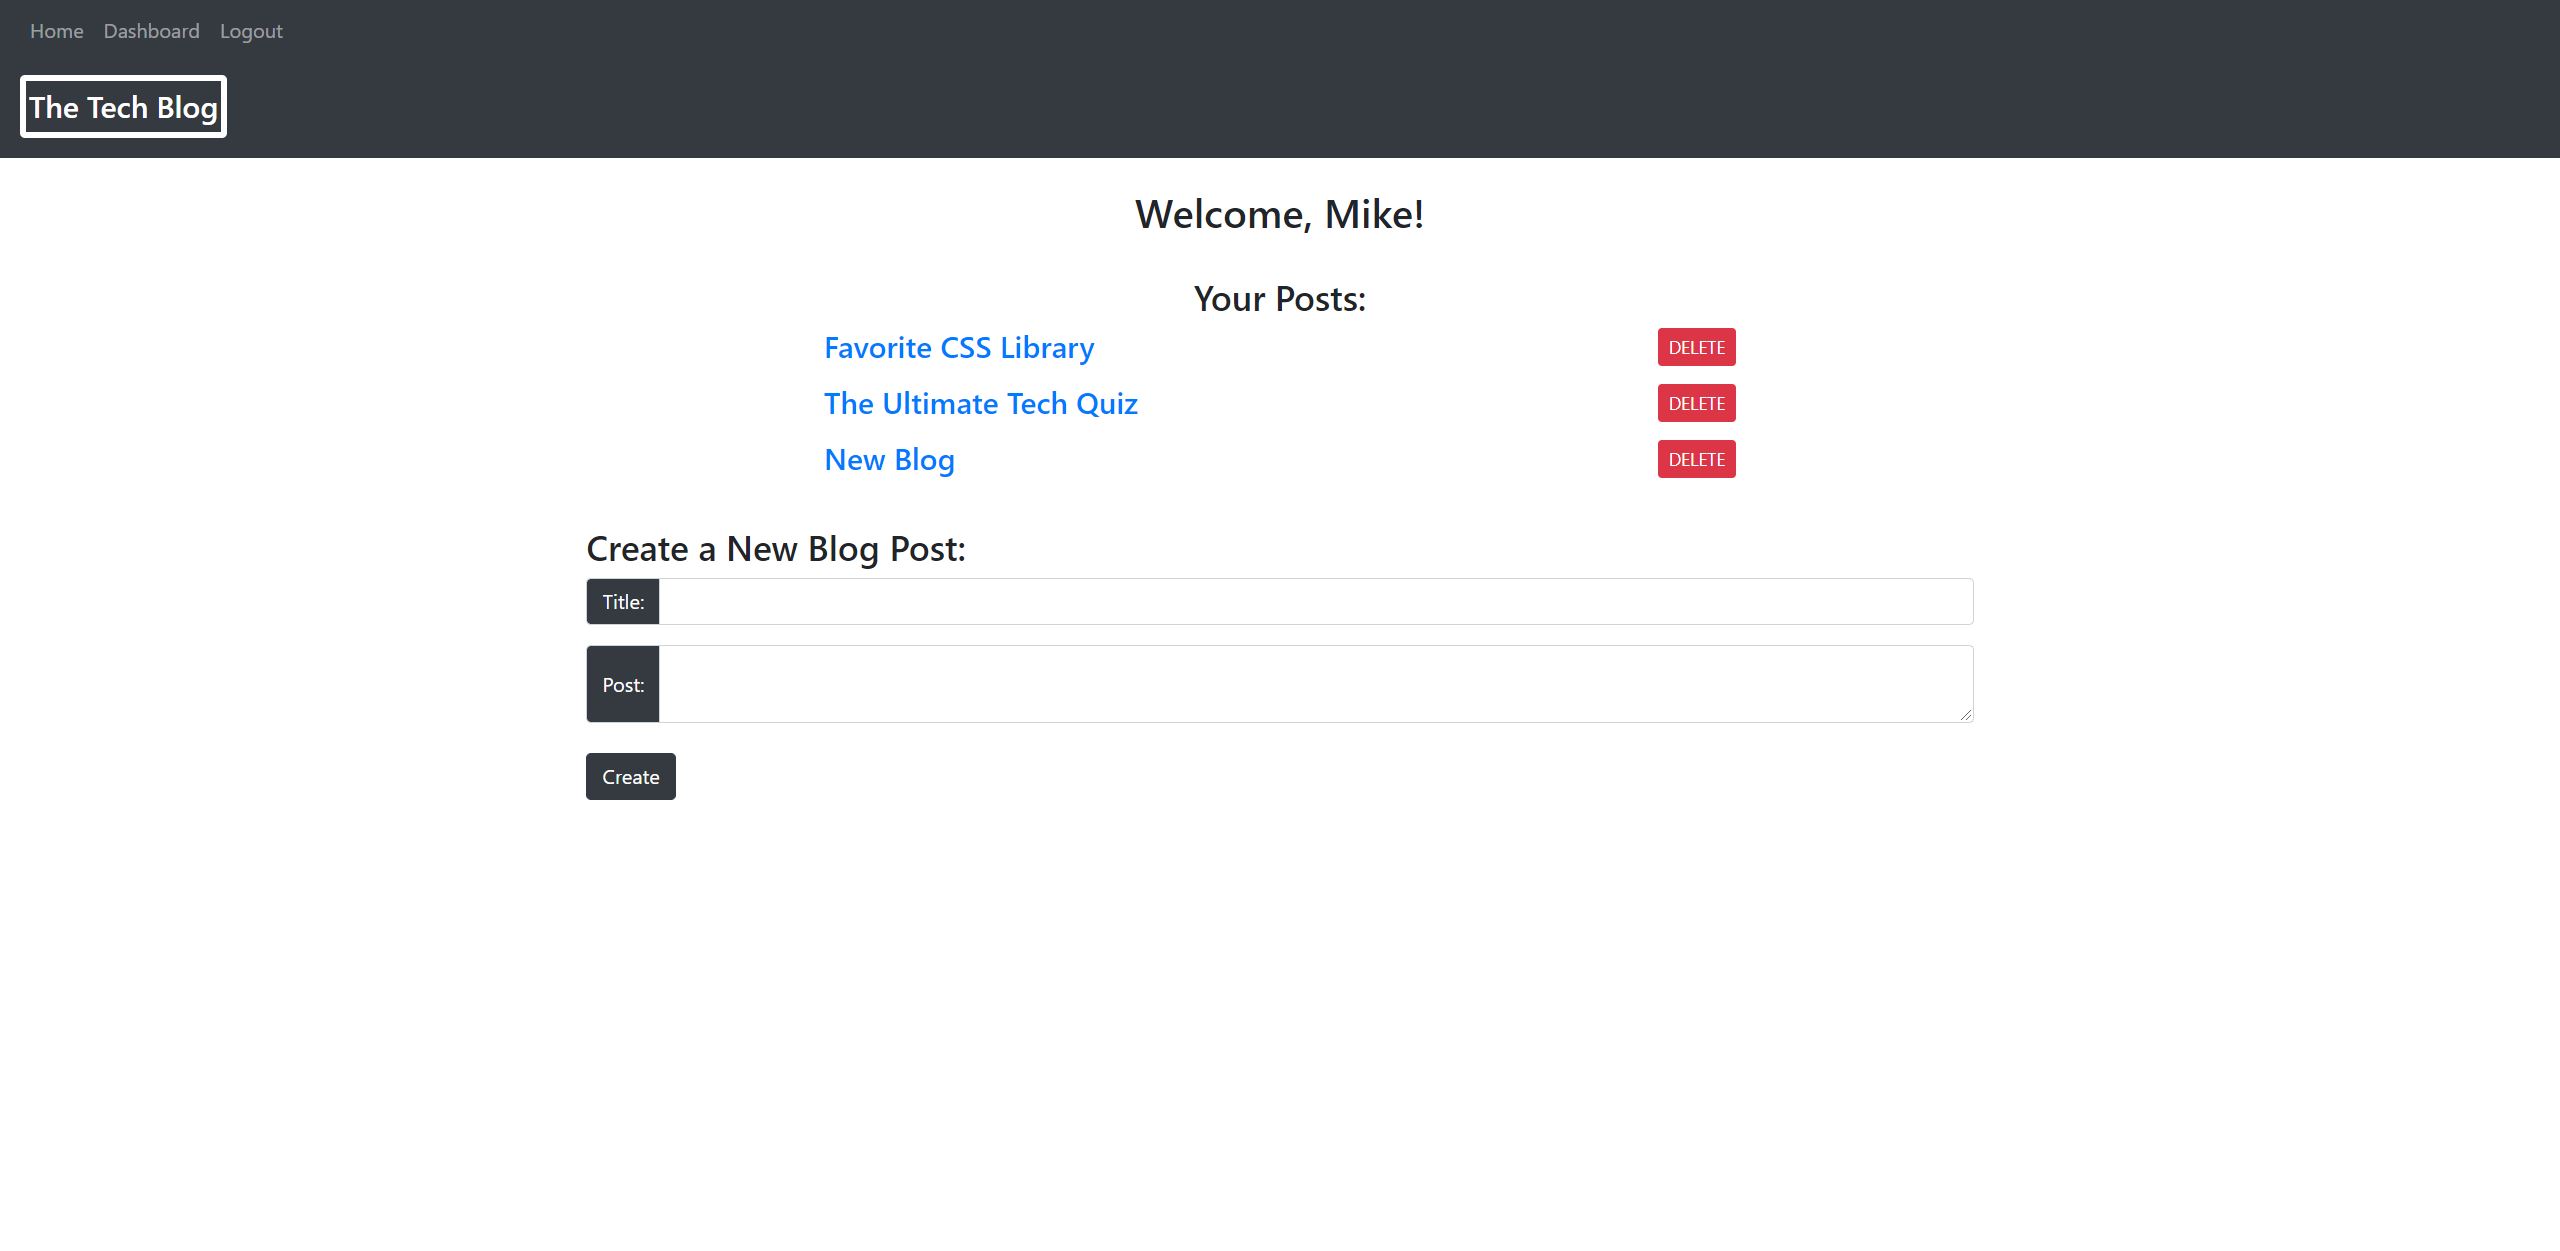 Home Dashboard Logout
The Tech Blog
Welcome, Mike!
Your Posts:
Favorite CSS Library DELETE
The Ultimate Tech Quiz DELETE
New Blog DELETE
Create a New Blog Post:
Title:
Post:
Create